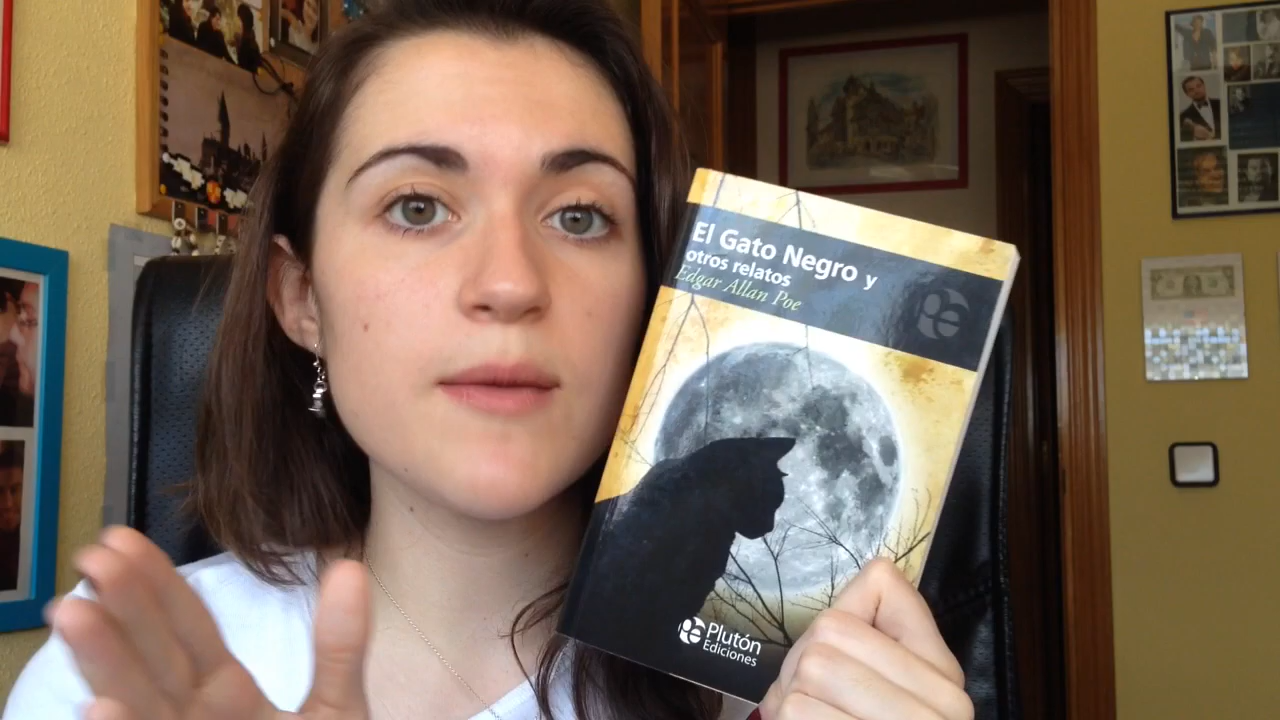 El Gato Negro y
otros relatos
Edgar Allan Poe
Plutón
Ediciones